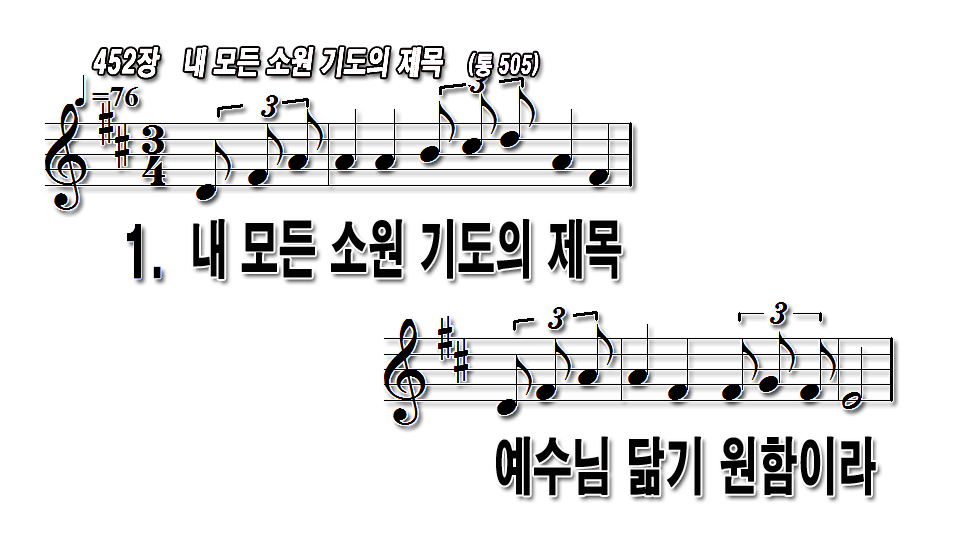 452장 내 모든 소원 기도의 제목 (통 505)
=76
3 3
3
4
1. 내 모든 소원 기도의 제목
3 3
예수님 닮기 원함이라